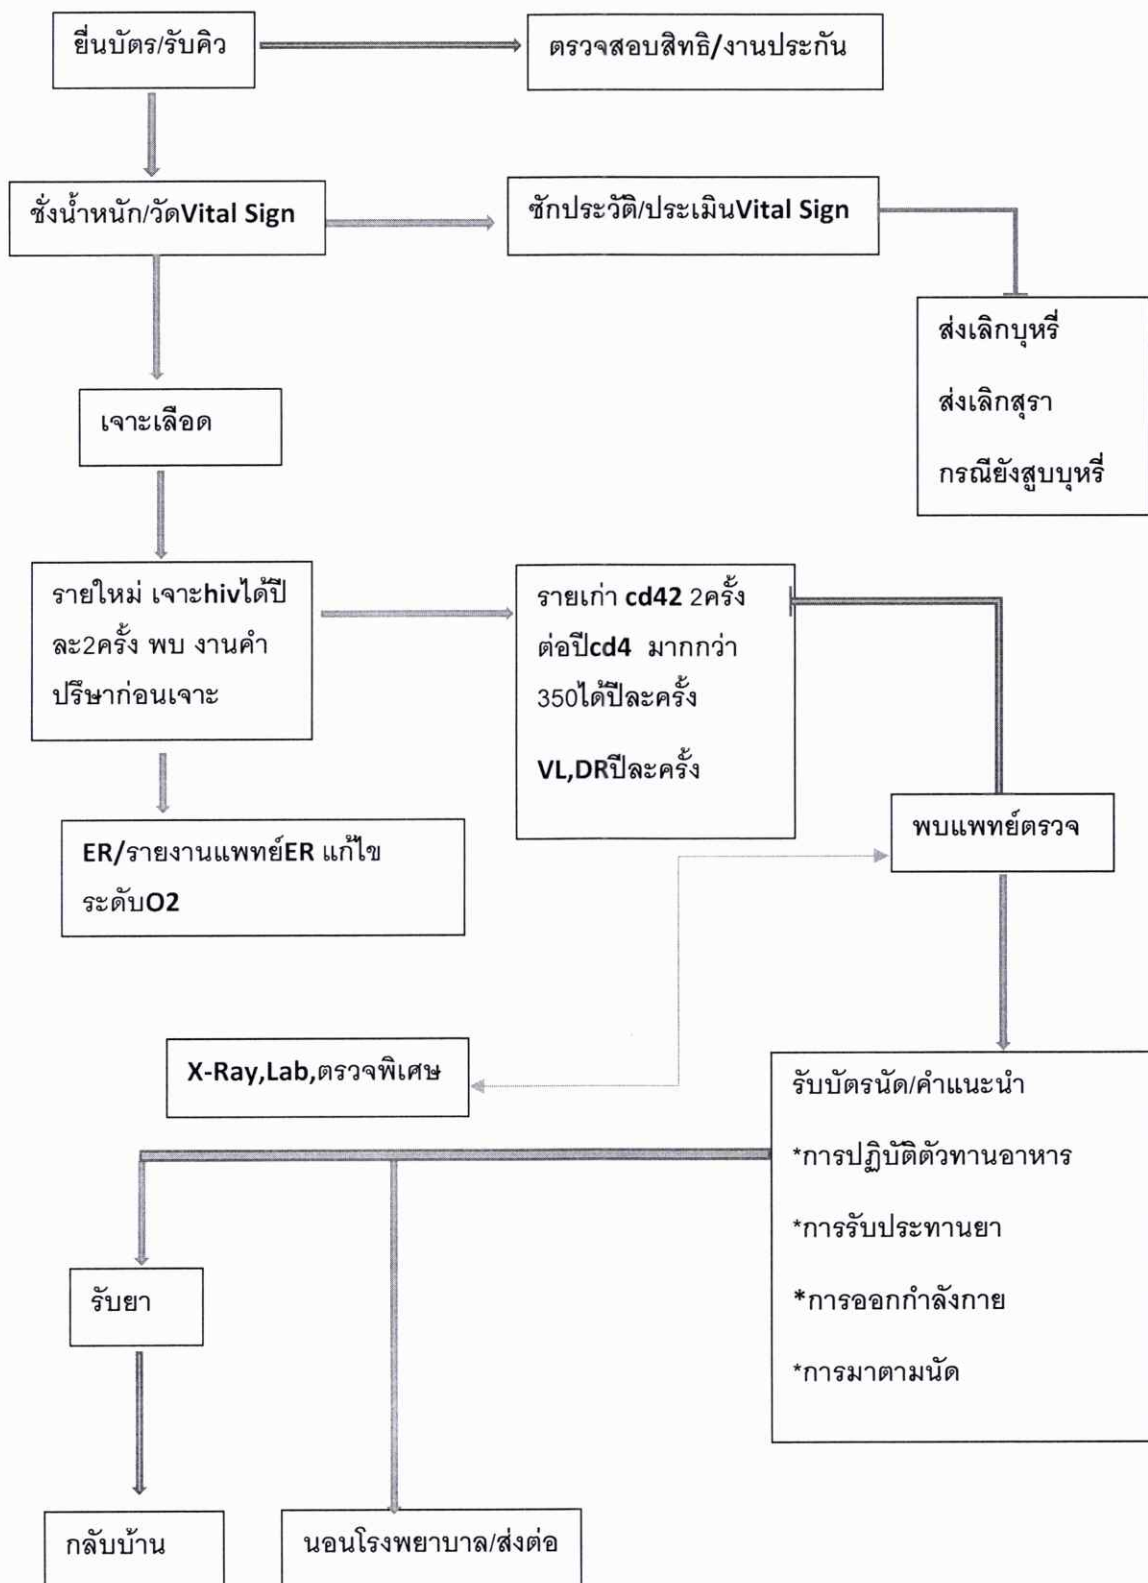 ยื่นบัตร/รับคิว
ตรวจสอบสิทธิ/งานประกัน
ชั่งน้ำหนัก/วัดVital Sign
ซักประวัติ/ประเมินVital Sign
ส่งเลิกบุหรี่
ส่งเลิกสุรา
กรณียังสูบบุหรี่
เจาะเลือด
รายใหม่ เจาะhivได้ปี
ละ2ครั้ง พบ งานคำ
ปรึษาก่อนเจาะ
รายเก่า cd42 2ครั้ง
ต่อปีcd4 มากกว่า
350ได้ปีละครั้ง
VL,DRปีละครั้ง
พบแพทย์ตรวจ
ER/รายงานแพทย์ER แก้ไข
ระดับO2
X-Ray,Lab,ตรวจพิเศษ
รับบัตรนัด/คำแนะนำ
*การปฏิบัติตัวทานอาหาร
*การรับประทานยา
*การออกกำลังกาย
*การมาตามนัด
รับยา
กลับบ้าน
นอนโรงพยาบาล/ส่งต่อ